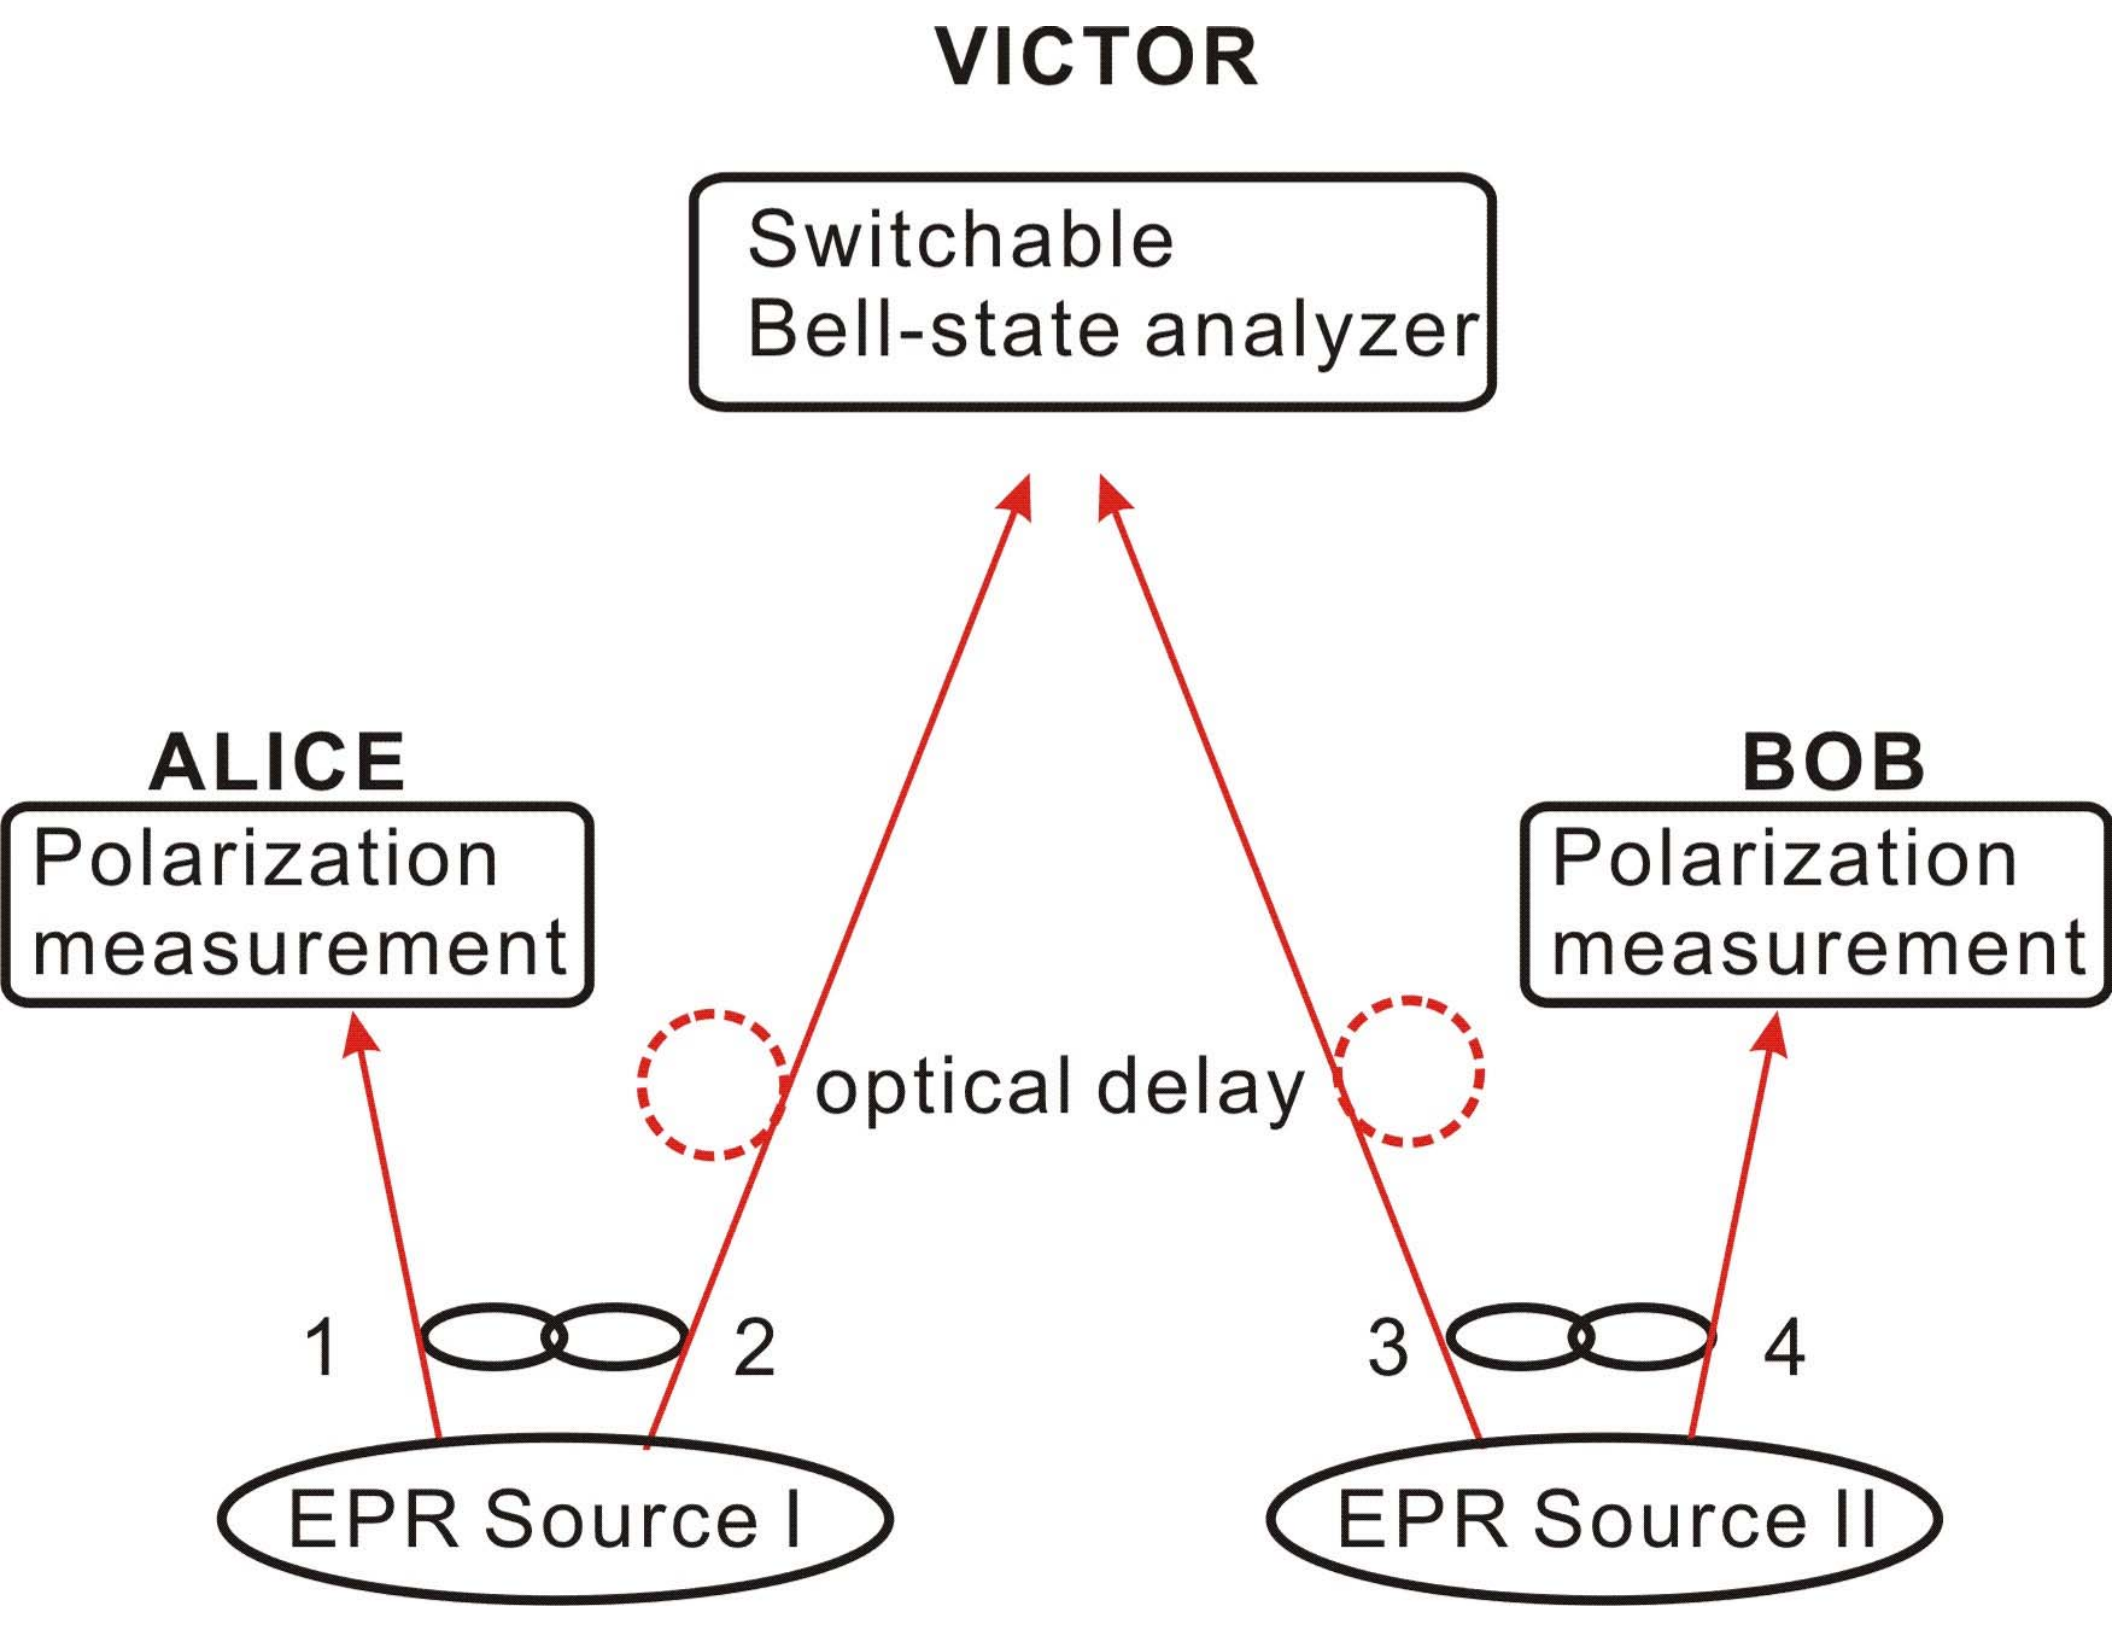 VICTOR
Switchable
Bell-state analyzer
ALICE
BOB
Polarization
measurement
Polarization
measurement
optical delay
1
2
3
4
EPR Source I
EPR Source II